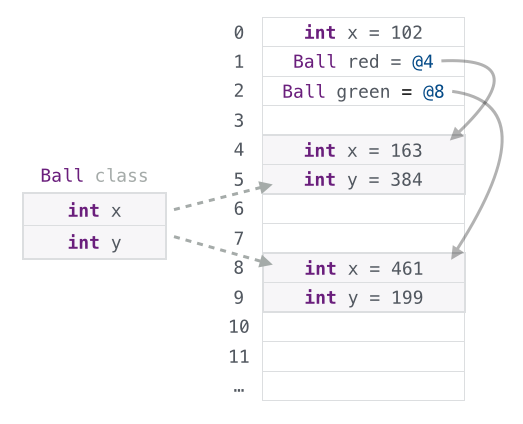 0 int x = 102
1 Ball red = @4
2 Ball green = @8
3
4 int x = 163
5 int y = 384
6
7
8 int x = 461
9 int y = 199
10
11
…
Ball class
int x
int y